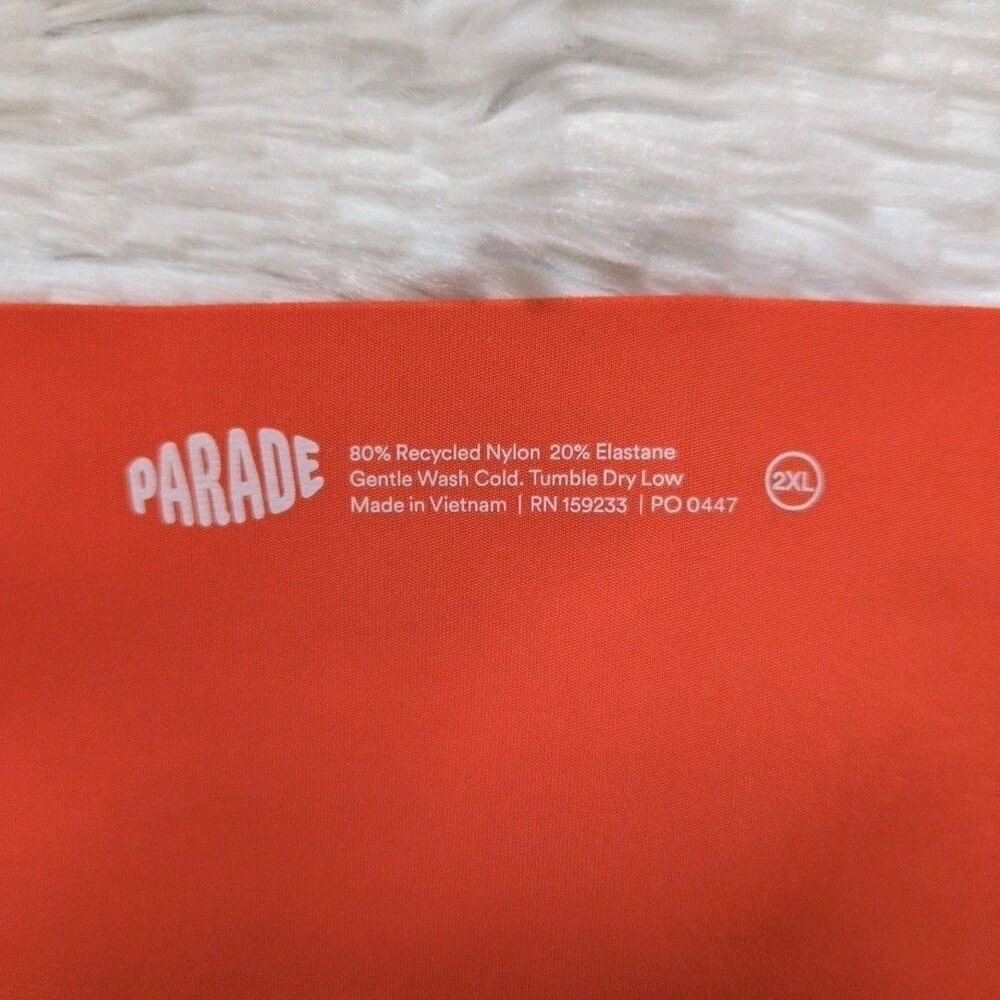 PARADE
80% Recycled Nylon 20% Elastane
Gentle Wash Cold. Tumble Dry Low
Made in Vietnam | RN 159233 | PO 0447
2XL